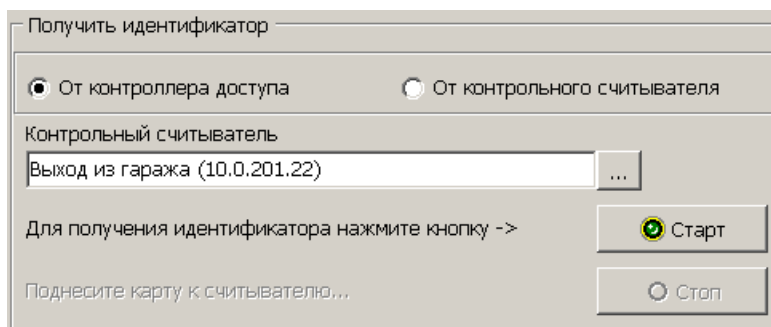 Получить идентификатор
От контроллера доступа От контрольного считывателя
Контрольный считыватель
Выход из гаража (10.0.201.22) ...
Для получения идентификатора нажмите кнопку -> Старт
Поднесите карту к считывателю... Стоп